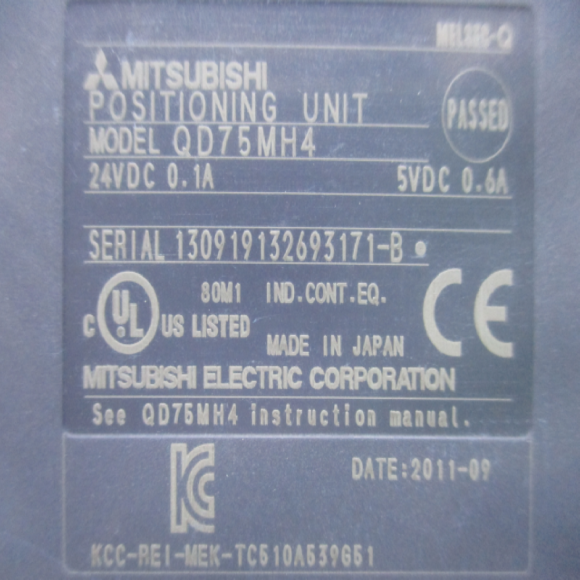 MELSEC-Q
MITSUBISHI
POSITIONING UNIT
PASSED
MODEL QD75MH4
24VDC 0.1A 5VDC 0.6A
SERIAL 130919132693171-B
80M1 IND.CONT.EQ.
C UL US LISTED
CE
MADE IN JAPAN
MITSUBISHI ELECTRIC CORPORATION
See QD75MH4 instruction manual.
KC
DATE:2011-09
KCC-REI-MEK-TC510A539G51